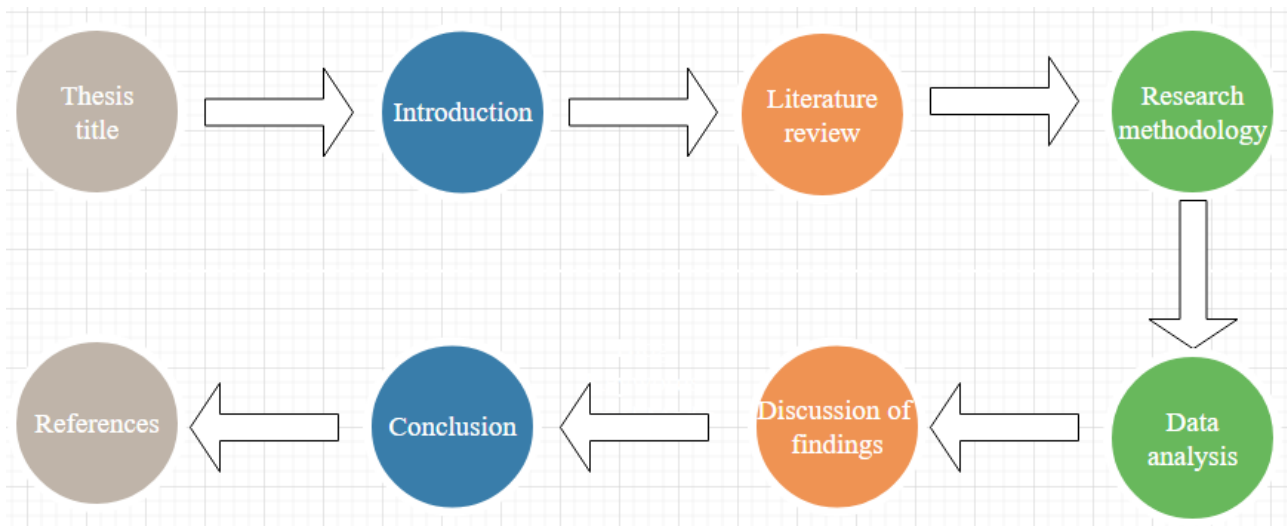 Thesis
title
Introduction
Literature
review
Research
methodology
Data
analysis
Discussion of
findings
Conclusion
References